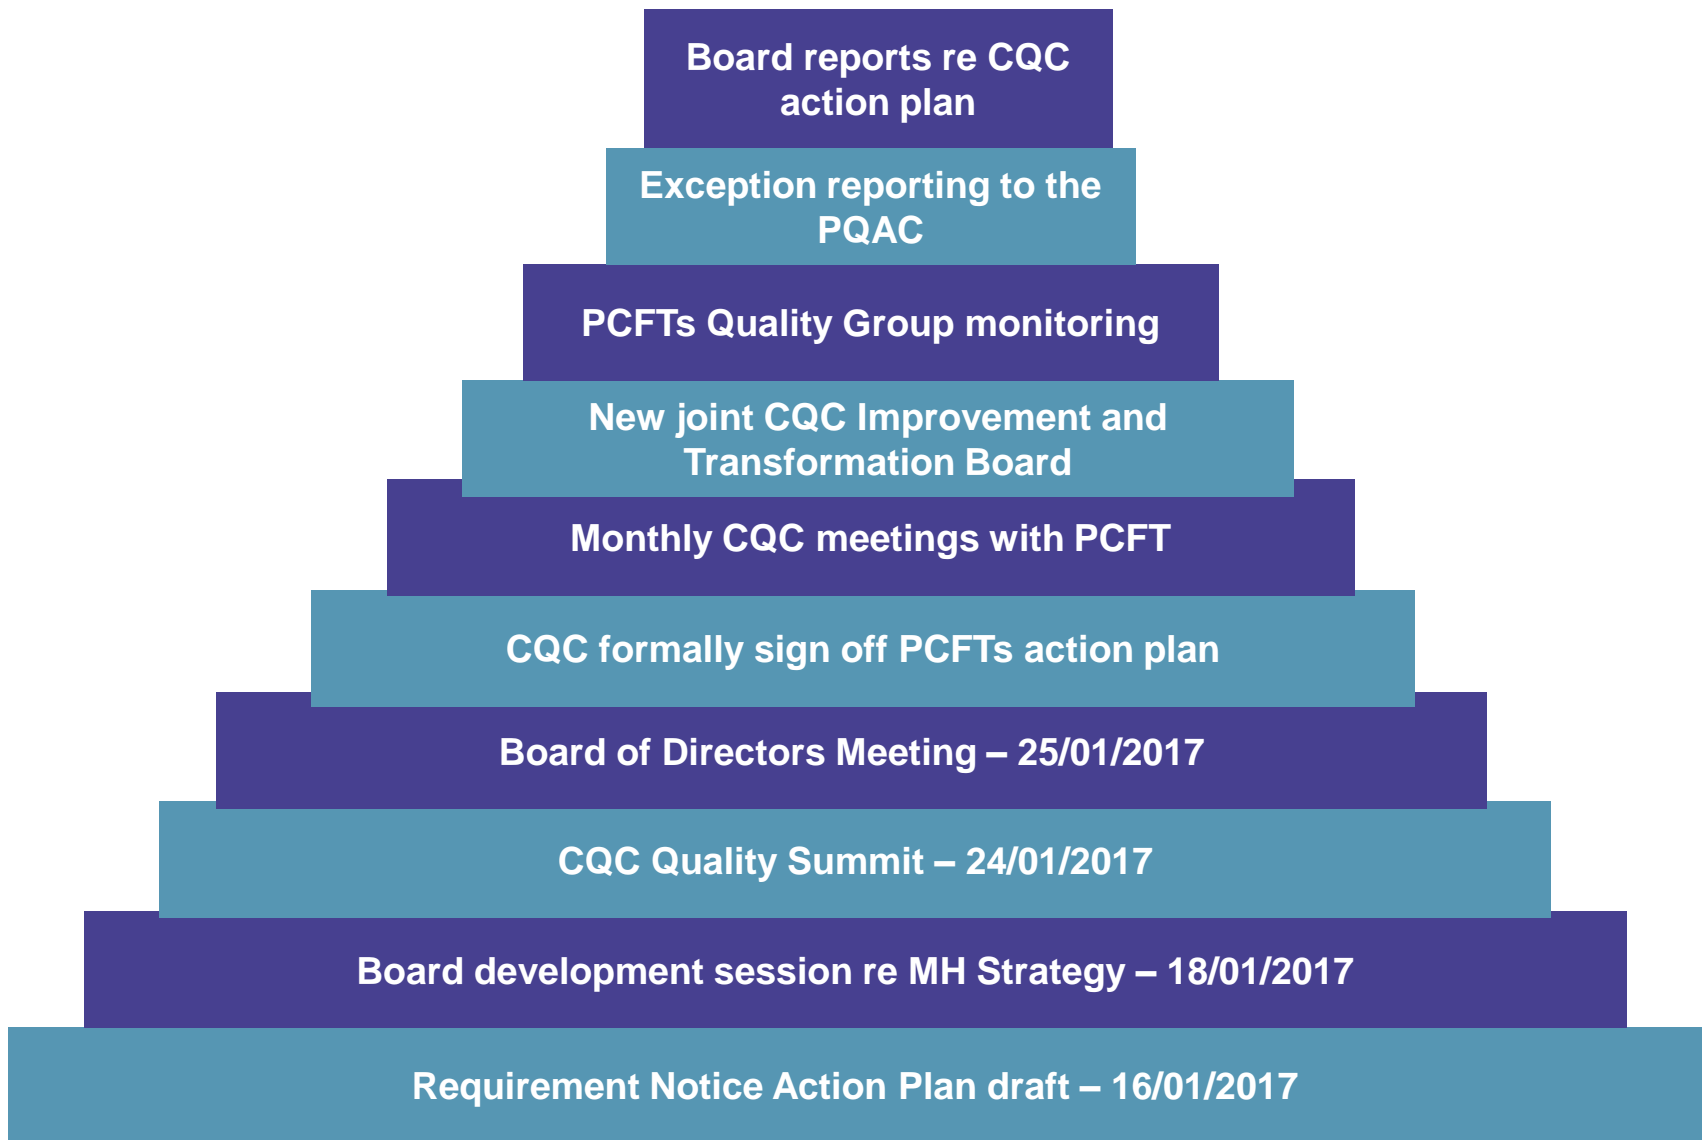 Board reports re CQC
action plan
Exception reporting to the
PQAC
PCFTs Quality Group monitoring
New joint CQC Improvement and
Transformation Board
Monthly CQC meetings with PCFT
CQC formally sign off PCFTs action plan
Board of Directors Meeting – 25/01/2017
CQC Quality Summit – 24/01/2017
Board development session re MH Strategy – 18/01/2017
Requirement Notice Action Plan draft – 16/01/2017